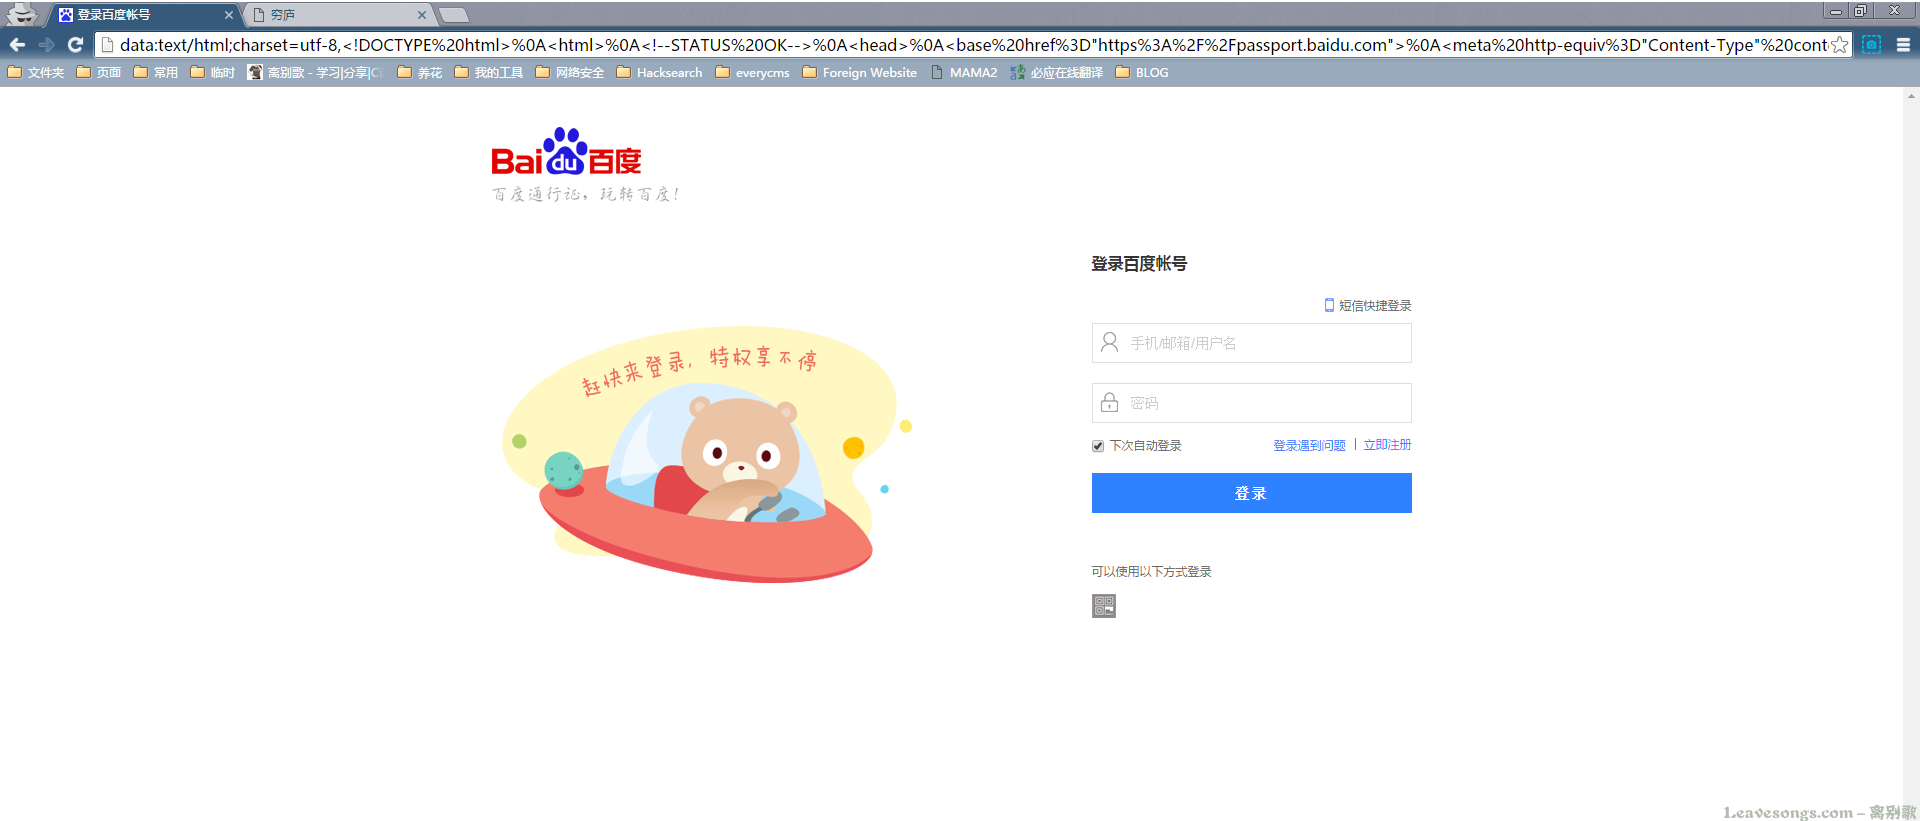 登录百度帐号
穷庐
data:text/html;charset=utf-8,<!DOCTYPE%20html>%0A<html>%0A<!--STATUS%20OK-->%0A<head>%0A<base%20href%3D"https%3A%2F%2Fpassport.baidu.com">%0A<meta%20http-equiv%3D"Content-Type"%20cont
文件夹 页面 常用 临时 离别歌 - 学习|分享|C 养花 我的工具 网络安全 Hacksearch everycms Foreign Website MAMA2 必应在线翻译 BLOG
Bai du 百度
百度通行证，玩转百度!
登录百度帐号
短信快捷登录
手机/邮箱/用户名
赶快来登录，特权享不停
密码
下次自动登录 登录遇到问题 | 立即注册
登录
可以使用以下方式登录
Leavesongs.com - 离别歌